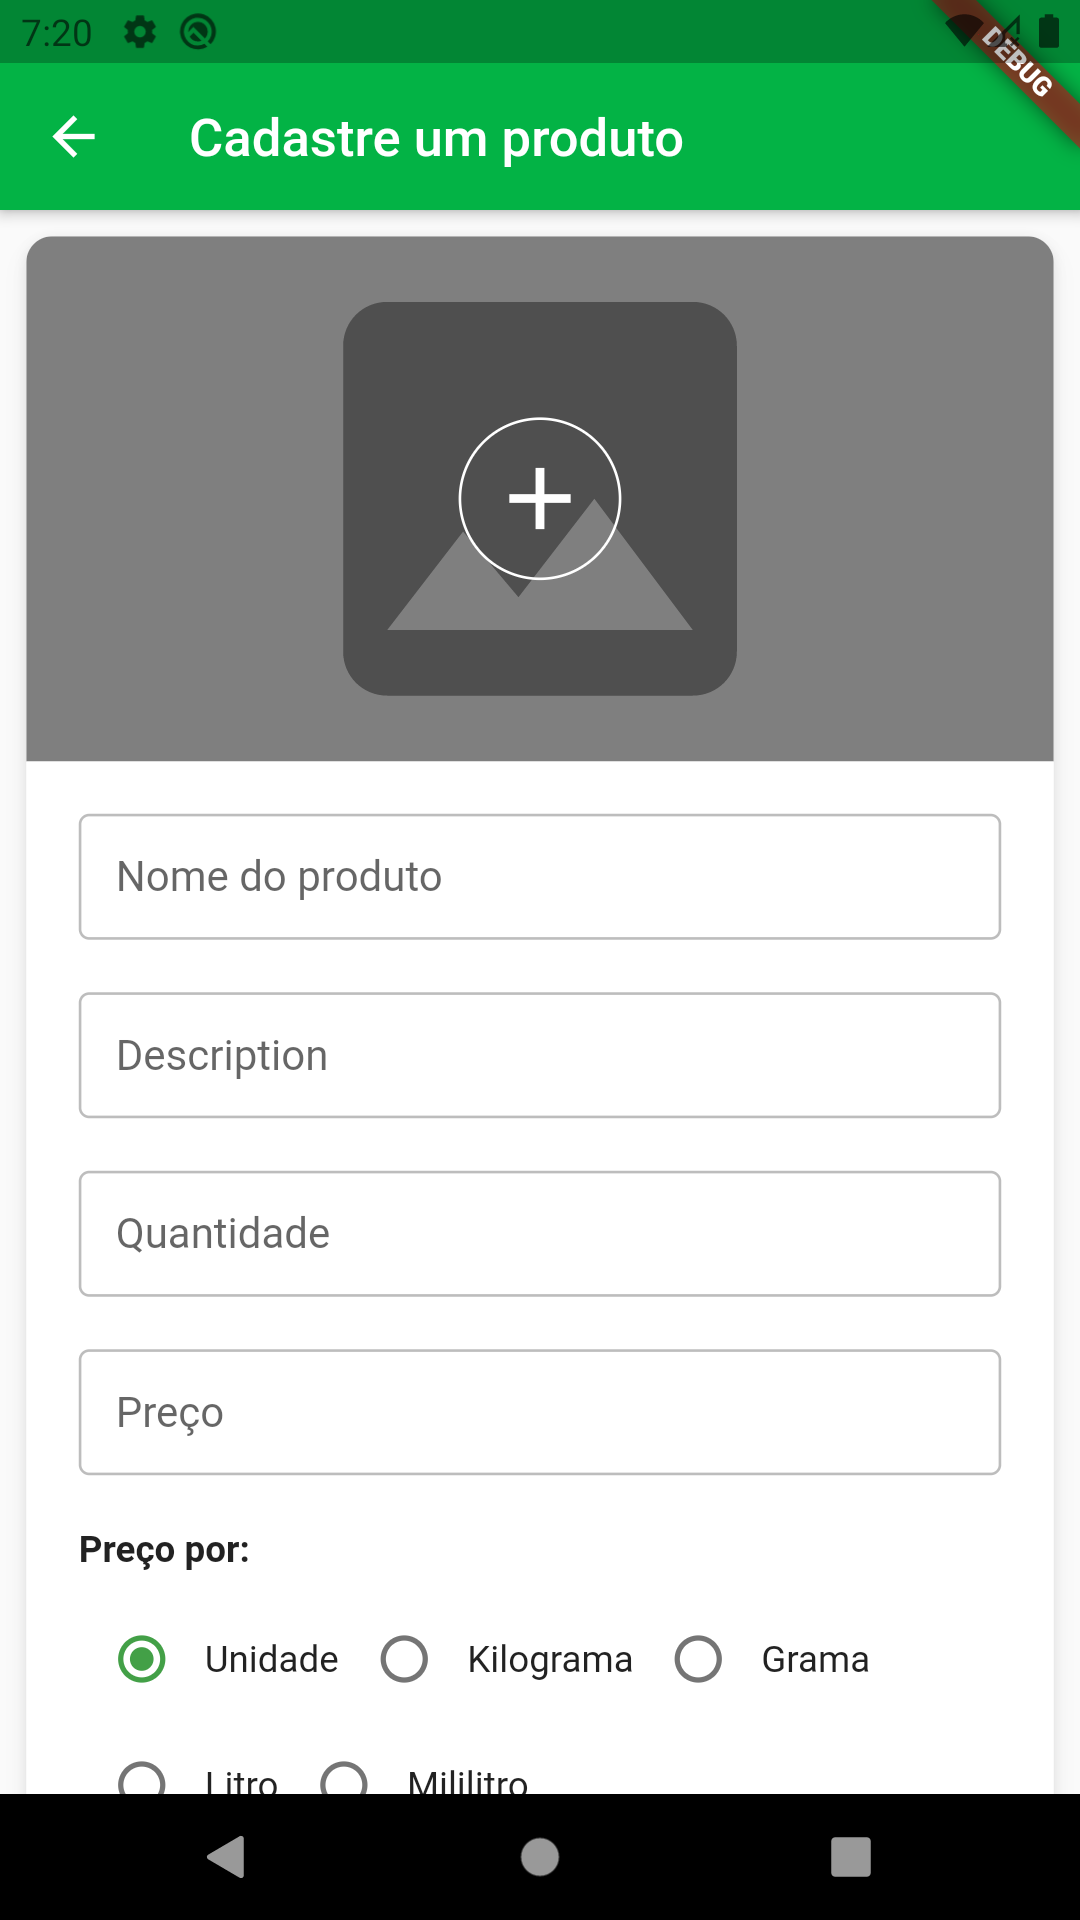 7:20
DEBUG
Cadastre um produto
Nome do produto
Description
Quantidade
Preço
Preço por:
Unidade Kilograma Grama
Litro Mililitro